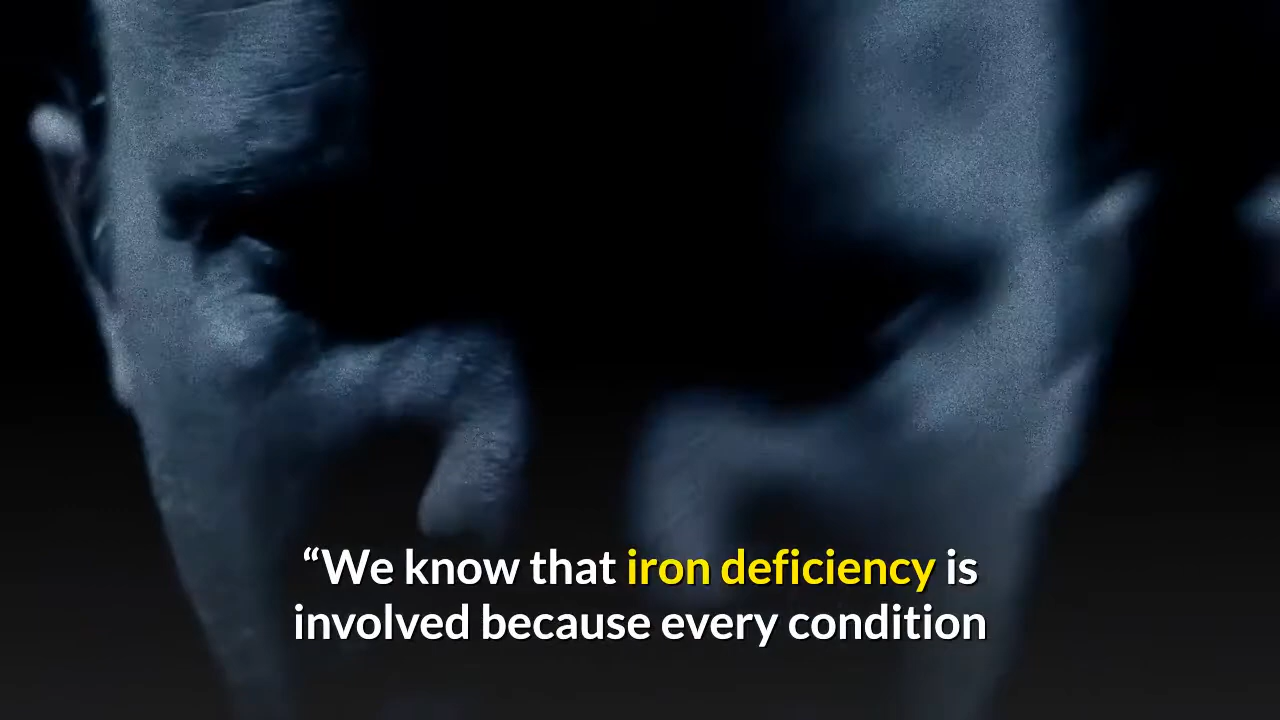 “We know that iron deficiency is
involved because every condition